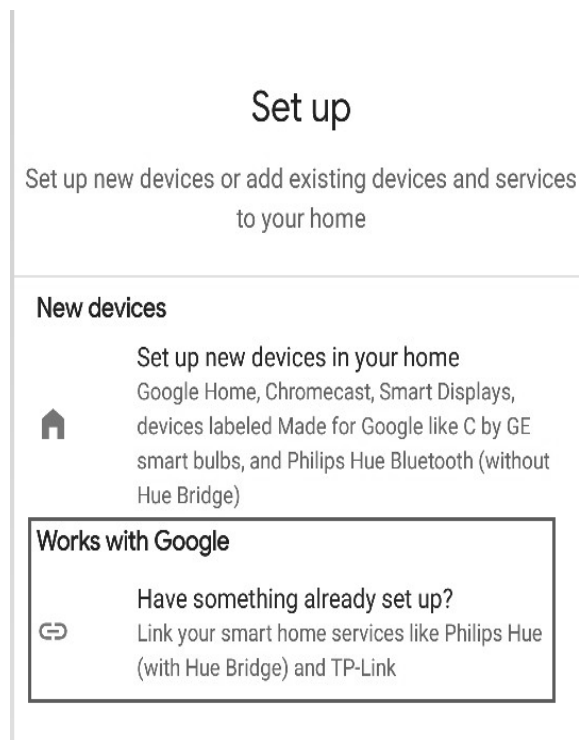 Set up
Set up new devices or add existing devices and services
to your home
New devices
Set up new devices in your home
Google Home, Chromecast, Smart Displays,
devices labeled Made for Google like C by GE
smart bulbs, and Philips Hue Bluetooth (without
Hue Bridge)
Works with Google
Have something already set up?
Link your smart home services like Philips Hue
(with Hue Bridge) and TP-Link